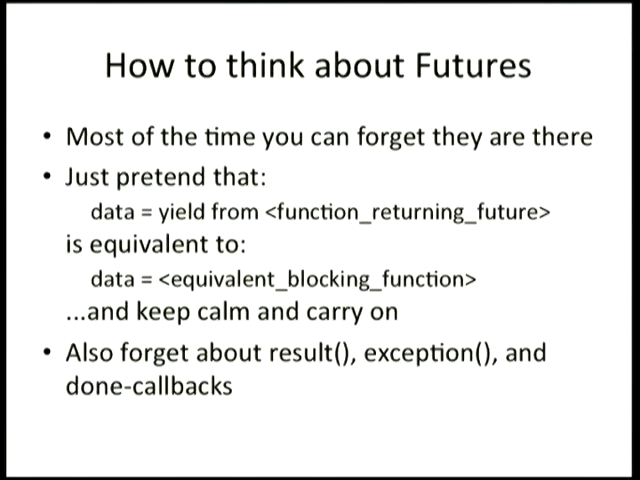 How to think about Futures
• Most of the time you can forget they are there
• Just pretend that:
data = yield from <function_returning_future>
is equivalent to:
data = <equivalent_blocking_function>
...and keep calm and carry on
• Also forget about result(), exception(), and
done-callbacks